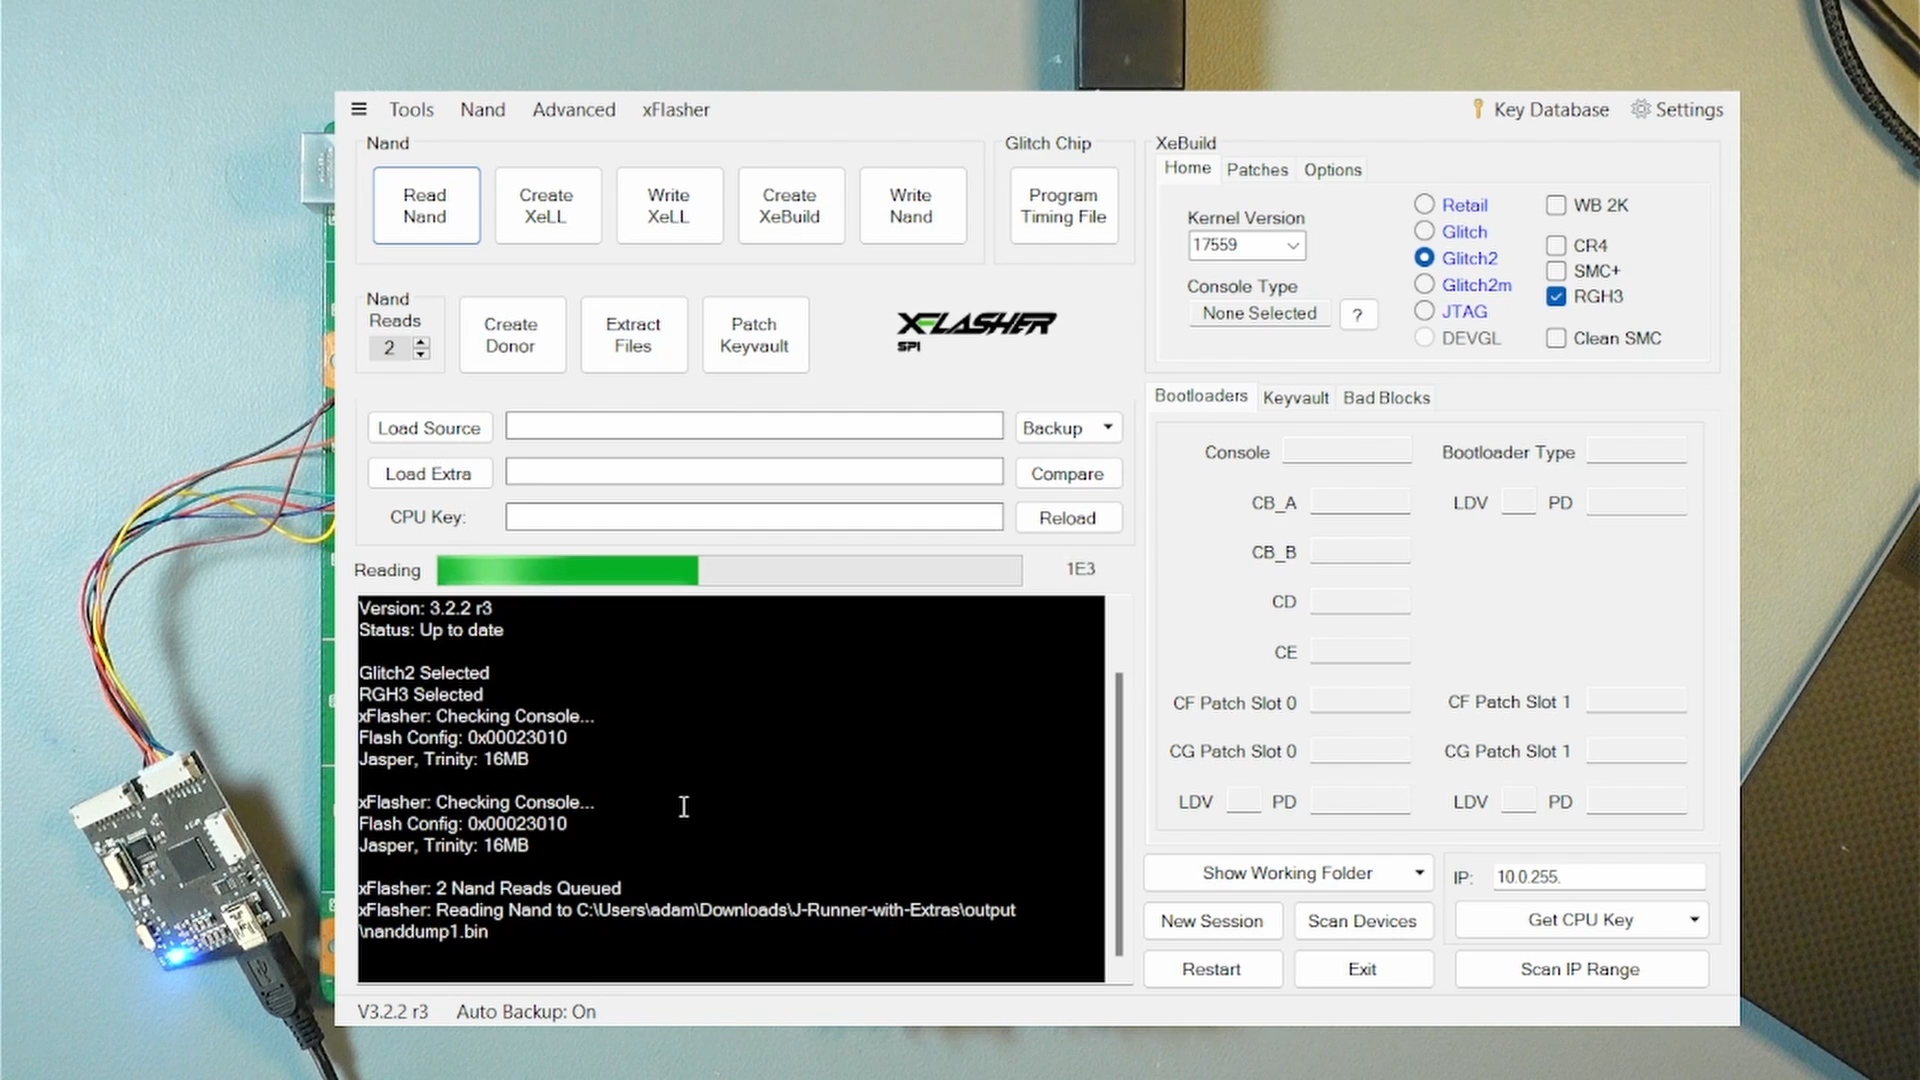 Tools Nand Advanced xFlasher Key Database Settings
Nand
Read Nand
Create XeLL
Write XeLL
Create XeBuild
Write Nand
Glitch Chip
Program Timing File
Nand Reads
2
Create Donor
Extract Files
Patch Keyvault
XFLASHER
SPI
XeBuild
Home Patches Options
Kernel Version
17559
Console Type
None Selected ?
Retail
Glitch
Glitch2
Glitch2m
JTAG
DEVGL
WB 2K
CR4
SMC+
RGH3
Clean SMC
Load Source Backup
Load Extra Compare
CPU Key: Reload
Reading 1E3
Version: 3.2.2 r3
Status: Up to date
Glitch2 Selected
RGH3 Selected
xFlasher: Checking Console...
Flash Config: 0x00023010
Jasper, Trinity: 16MB
xFlasher: Checking Console...
Flash Config: 0x00023010
Jasper, Trinity: 16MB
xFlasher: 2 Nand Reads Queued
xFlasher: Reading Nand to C:\Users\adam\Downloads\J-Runner-with-Extras\output
\nanddump1.bin
Bootloaders Keyvault Bad Blocks
Console Bootloader Type
CB_A LDV PD
CB_B
CD
CE
CF Patch Slot 0 CF Patch Slot 1
CG Patch Slot 0 CG Patch Slot 1
LDV PD LDV PD
Show Working Folder
New Session Scan Devices
Restart Exit
IP: 10.0.255.
Get CPU Key
Scan IP Range
V3.2.2 r3 Auto Backup: On